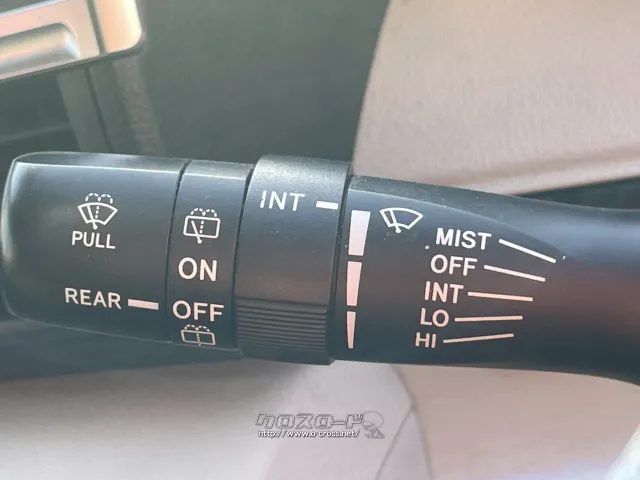 PULL
REAR
ON
OFF
INT
MIST
OFF
INT
LO
HI
クロスロード
http://www.o-cross.net/